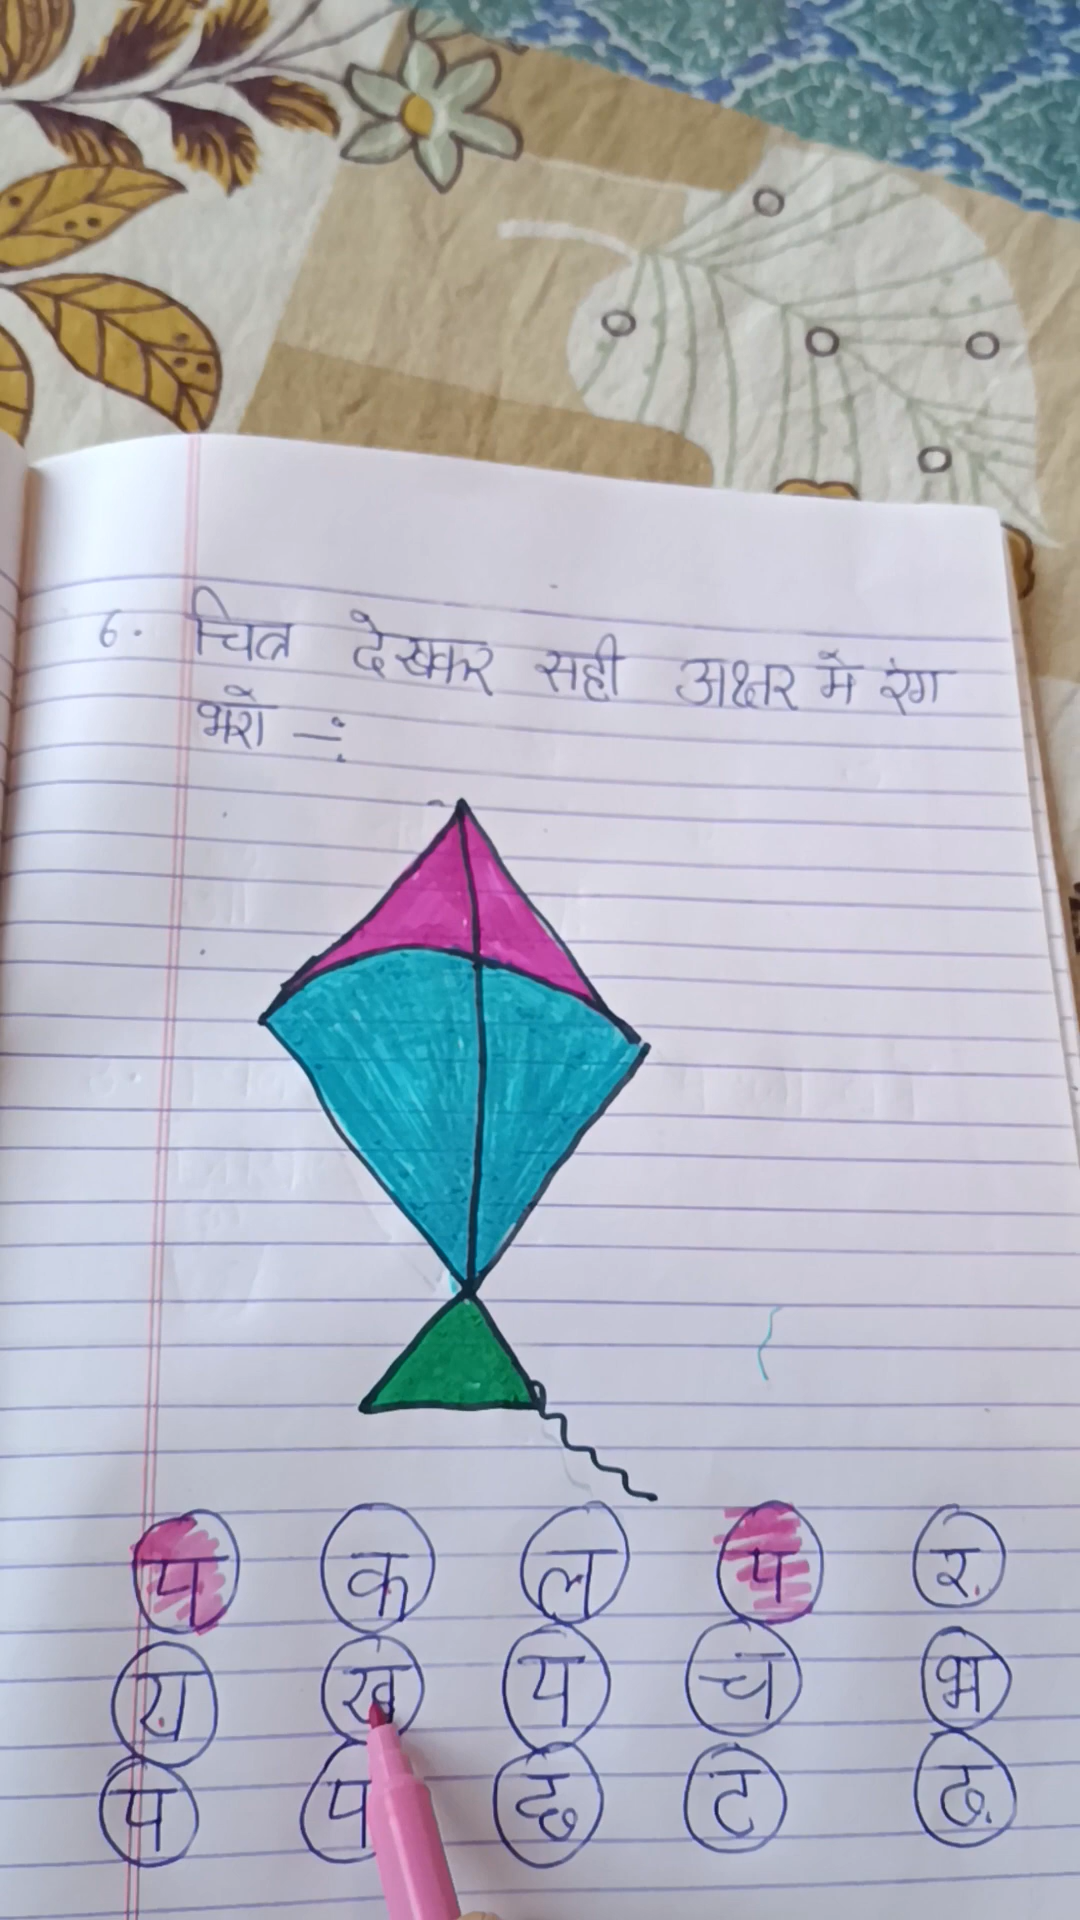 6. चित्र देखकर सही अक्षर में रंग
भरों -:
प क ल प र
ग ख य च भ
प प छ ट ठ